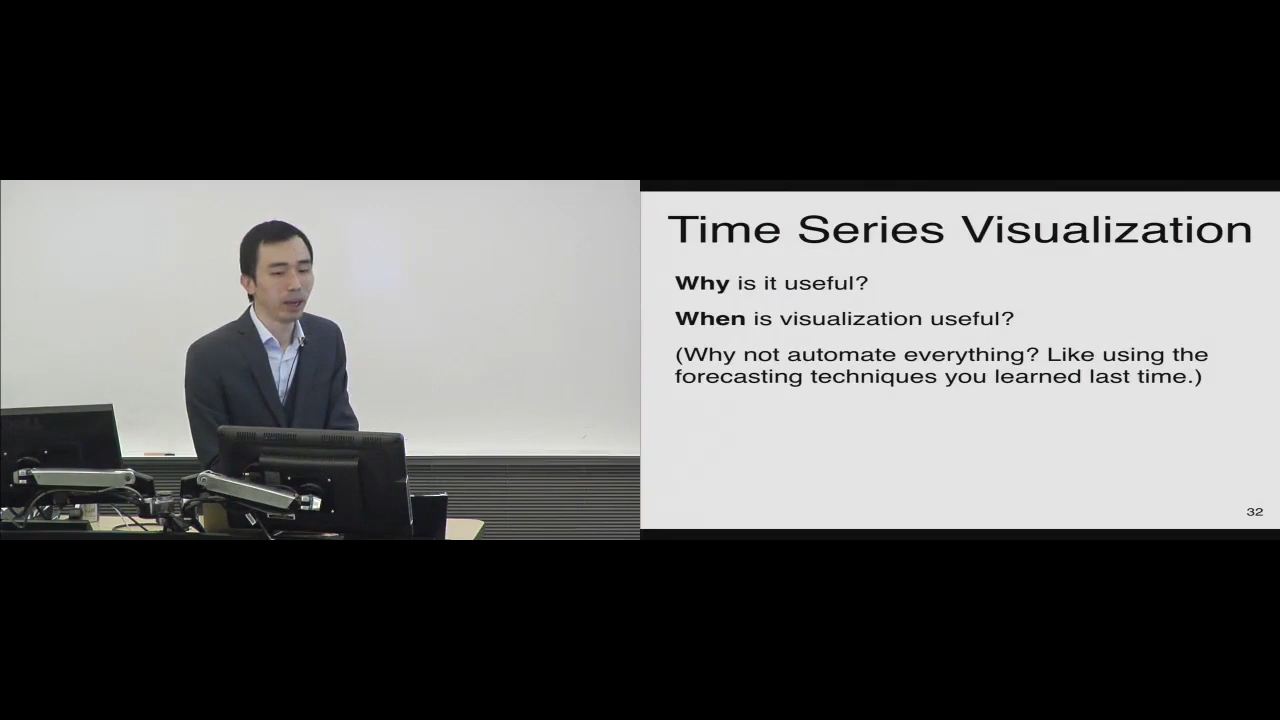 Time Series Visualization
Why is it useful?
When is visualization useful?
(Why not automate everything? Like using the
forecasting techniques you learned last time.)
32